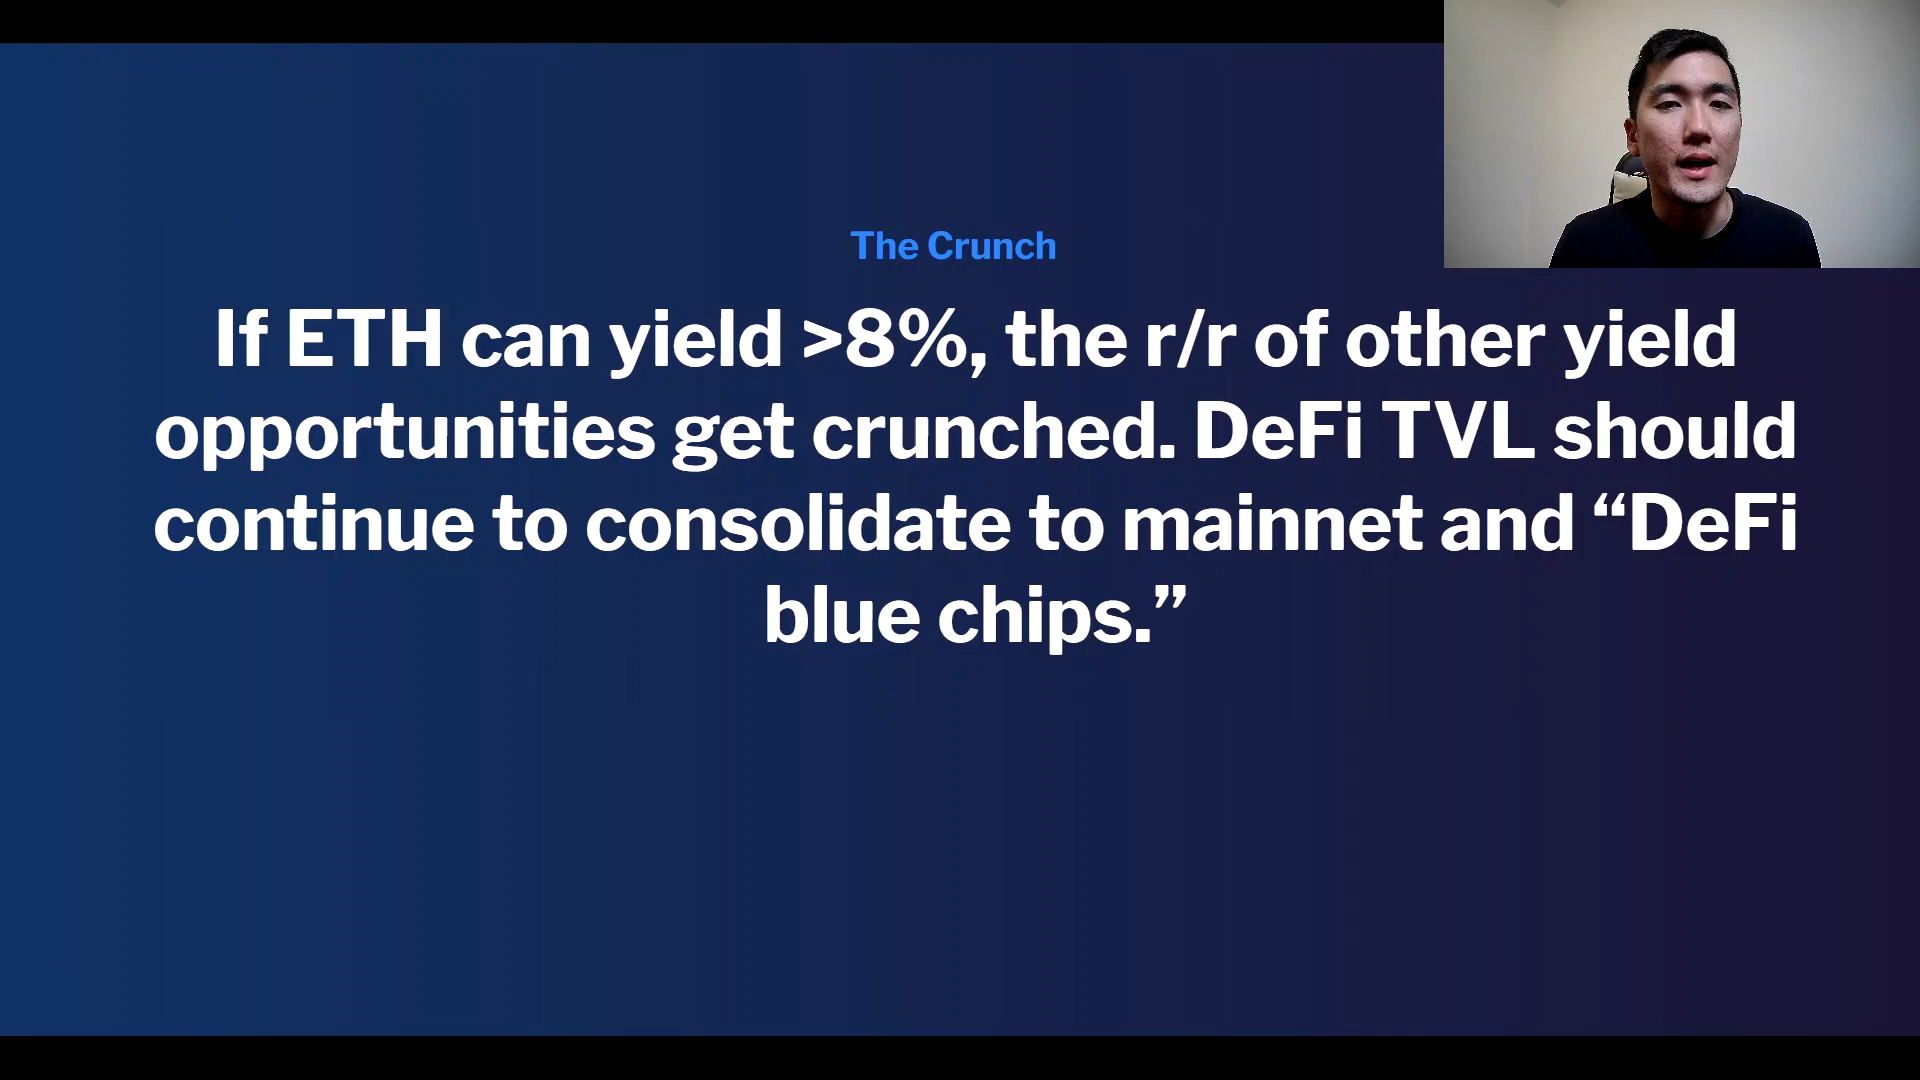 The Crunch
If ETH can yield >8%, the r/r of other yield
opportunities get crunched. DeFi TVL should
continue to consolidate to mainnet and “DeFi
blue chips.”